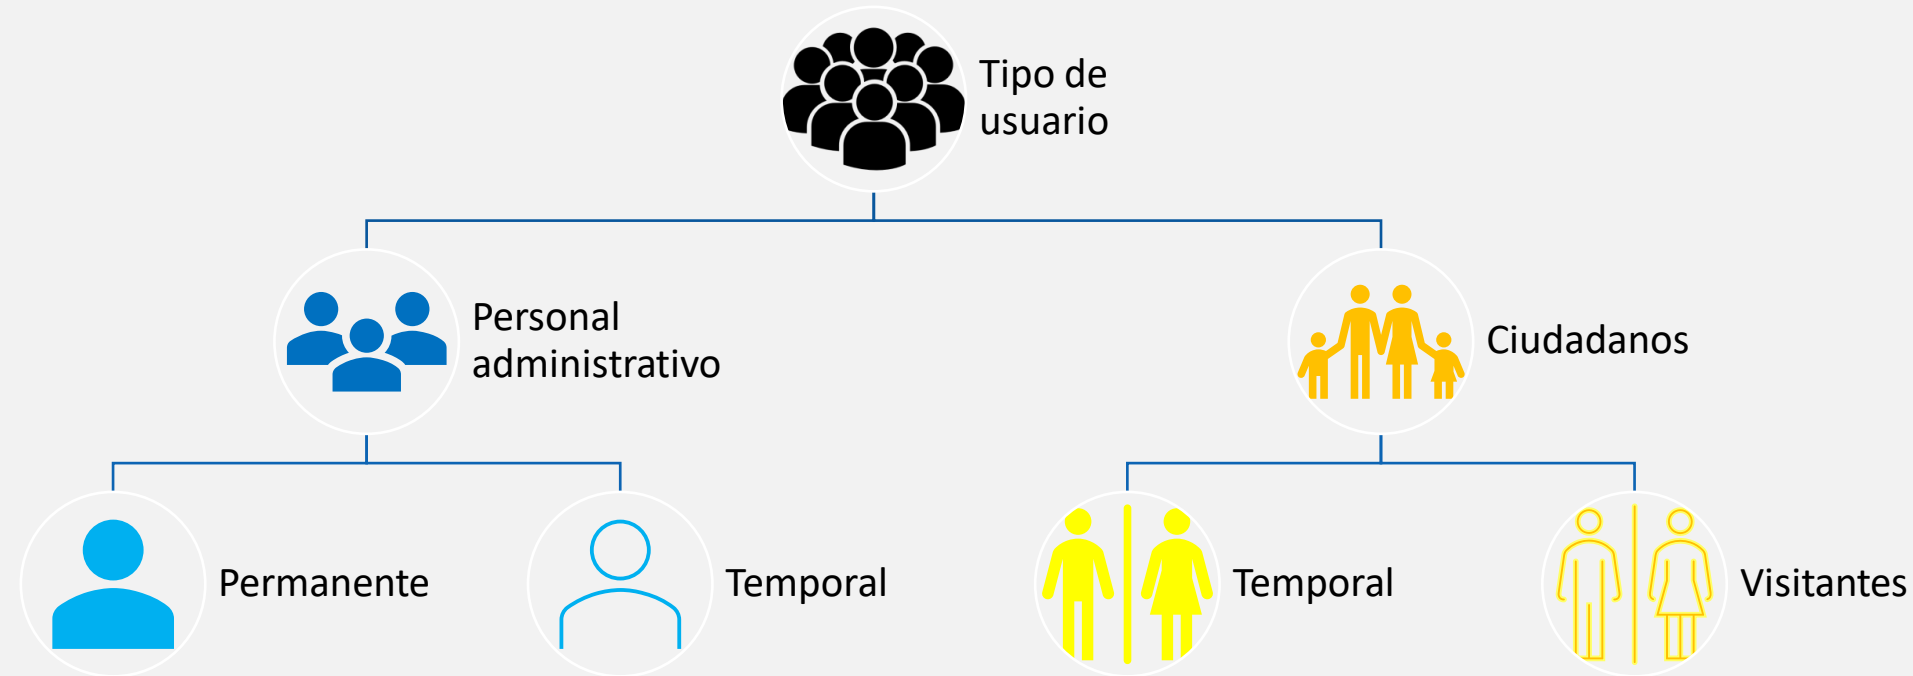 Tipo de
usuario
Personal
administrativo
Ciudadanos
Permanente
Temporal
Temporal
Visitantes